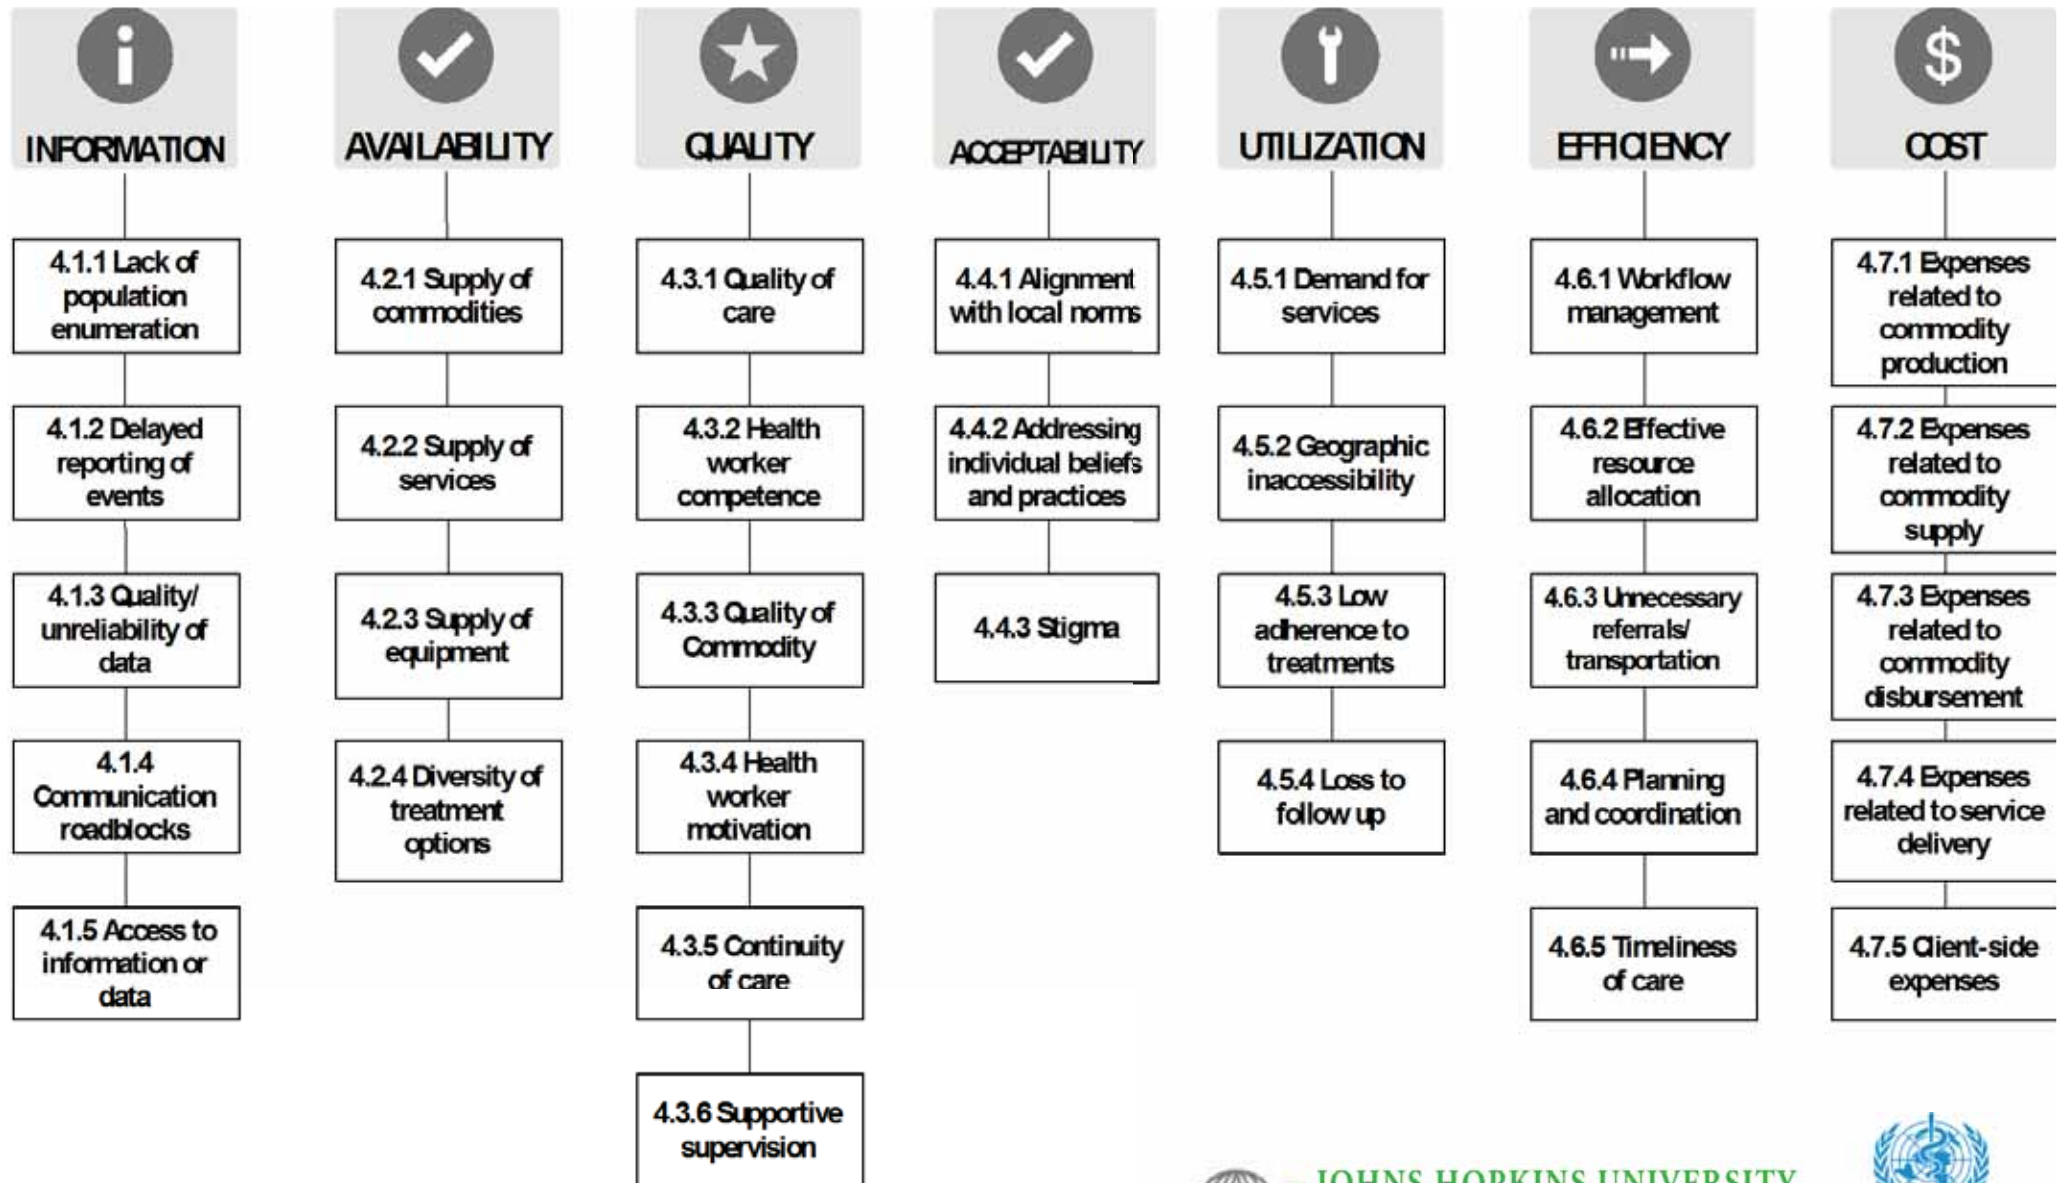 INFORMATION
4.1.1 Lack of
population
enumeration
4.1.2 Delayed
reporting of
events
4.1.3 Quality/
unreliability of
data
4.1.4
Communication
roadblocks
4.1.5 Access to
information or
data
AVAILABILITY
4.2.1 Supply of
commodities
4.2.2 Supply of
services
4.2.3 Supply of
equipment
4.2.4 Diversity of
treatment
options
QUALITY
4.3.1 Quality of
care
4.3.2 Health
worker
competence
4.3.3 Quality of
Commodity
4.3.4 Health
worker
motivation
4.3.5 Continuity
of care
4.3.6 Supportive
supervision
ACCEPTABILITY
4.4.1 Alignment
with local norms
4.4.2 Addressing
individual beliefs
and practices
4.4.3 Stigma
UTILIZATION
4.5.1 Demand for
services
4.5.2 Geographic
inaccessibility
4.5.3 Low
adherence to
treatments
4.5.4 Loss to
follow up
EFFICIENCY
4.6.1 Workflow
management
4.6.2 Effective
resource
allocation
4.6.3 Unnecessary
referrals/
transportation
4.6.4 Planning
and coordination
4.6.5 Timeliness
of care
COST
4.7.1 Expenses
related to
commodity
production
4.7.2 Expenses
related to
commodity
supply
4.7.3 Expenses
related to
commodity
disbursement
4.7.4 Expenses
related to service
delivery
4.7.5 Client-side
expenses
JOHNS HOPKINS UNIVERSITY